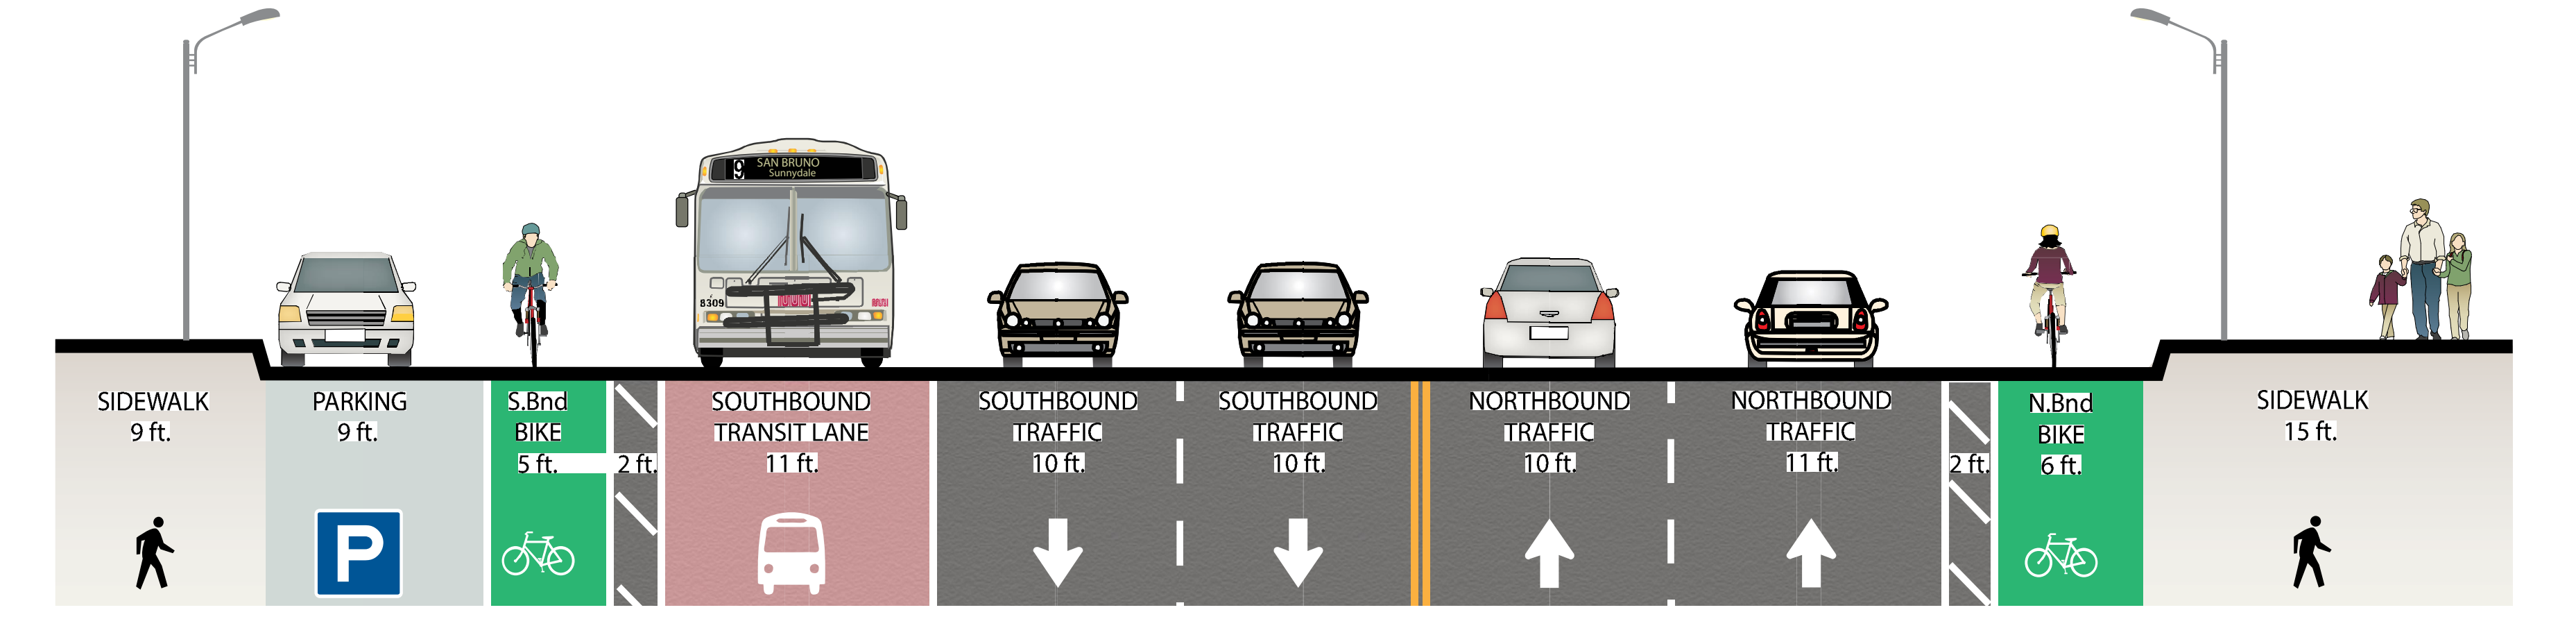 9
SAN BRUNO
Sunnydale
8309
SIDEWALK
9 ft.
PARKING
9 ft.
P
S.Bnd
BIKE
5 ft.
2 ft.
SOUTHBOUND
TRANSIT LANE
11 ft.
SOUTHBOUND
TRAFFIC
10 ft.
SOUTHBOUND
TRAFFIC
10 ft.
NORTHBOUND
TRAFFIC
10 ft.
NORTHBOUND
TRAFFIC
11 ft.
2 ft.
N.Bnd
BIKE
6 ft.
SIDEWALK
15 ft.